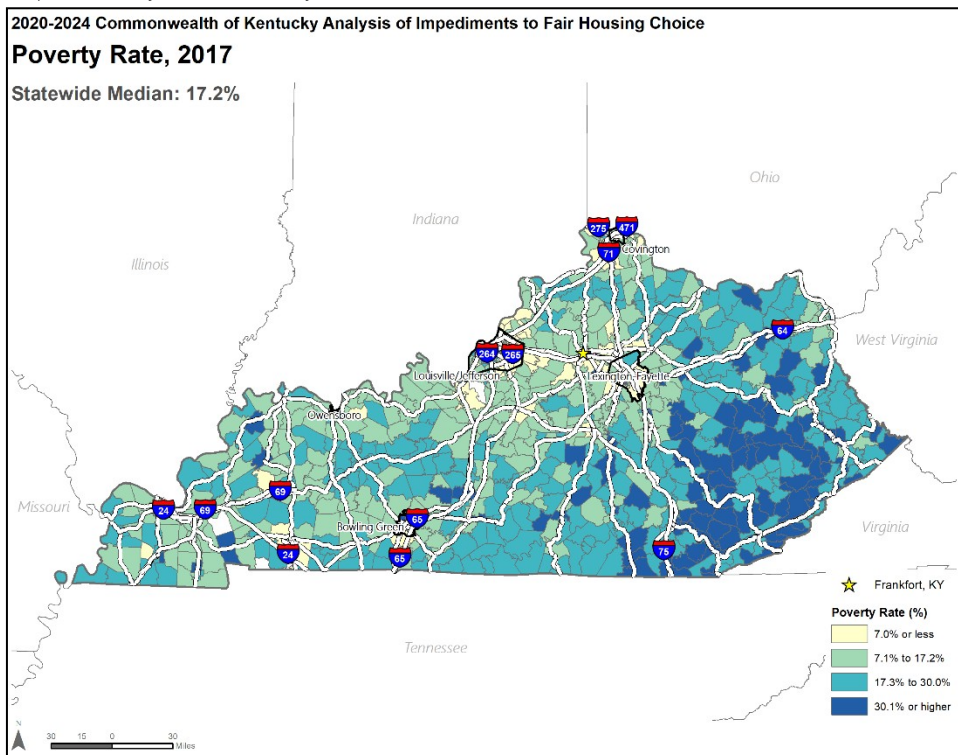 2020-2024 Commonwealth of Kentucky Analysis of Impediments to Fair Housing Choice
Poverty Rate, 2017
Statewide Median: 17.2%
Ohio
Indiana
Illinois
275
471
71
Covington
64
West Virginia
264
265
Louisville/Jefferson
Lexington-Fayette
Owensboro
69
Missouri
24
69
65
Bowling Green
Virginia
24
65
75
Frankfort, KY
Tennessee
Poverty Rate (%)
7.0% or less
7.1% to 17.2%
17.3% to 30.0%
30.1% or higher
N
30 15 0 30
Miles